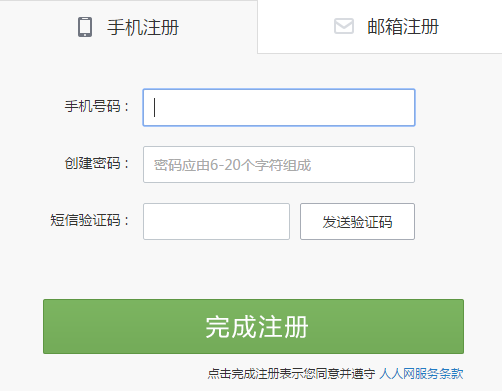 手机注册 邮箱注册
手机号码：
创建密码： 密码应由6-20个字符组成
短信验证码： 发送验证码
完成注册
点击完成注册表示您同意并遵守 人人网服务条款